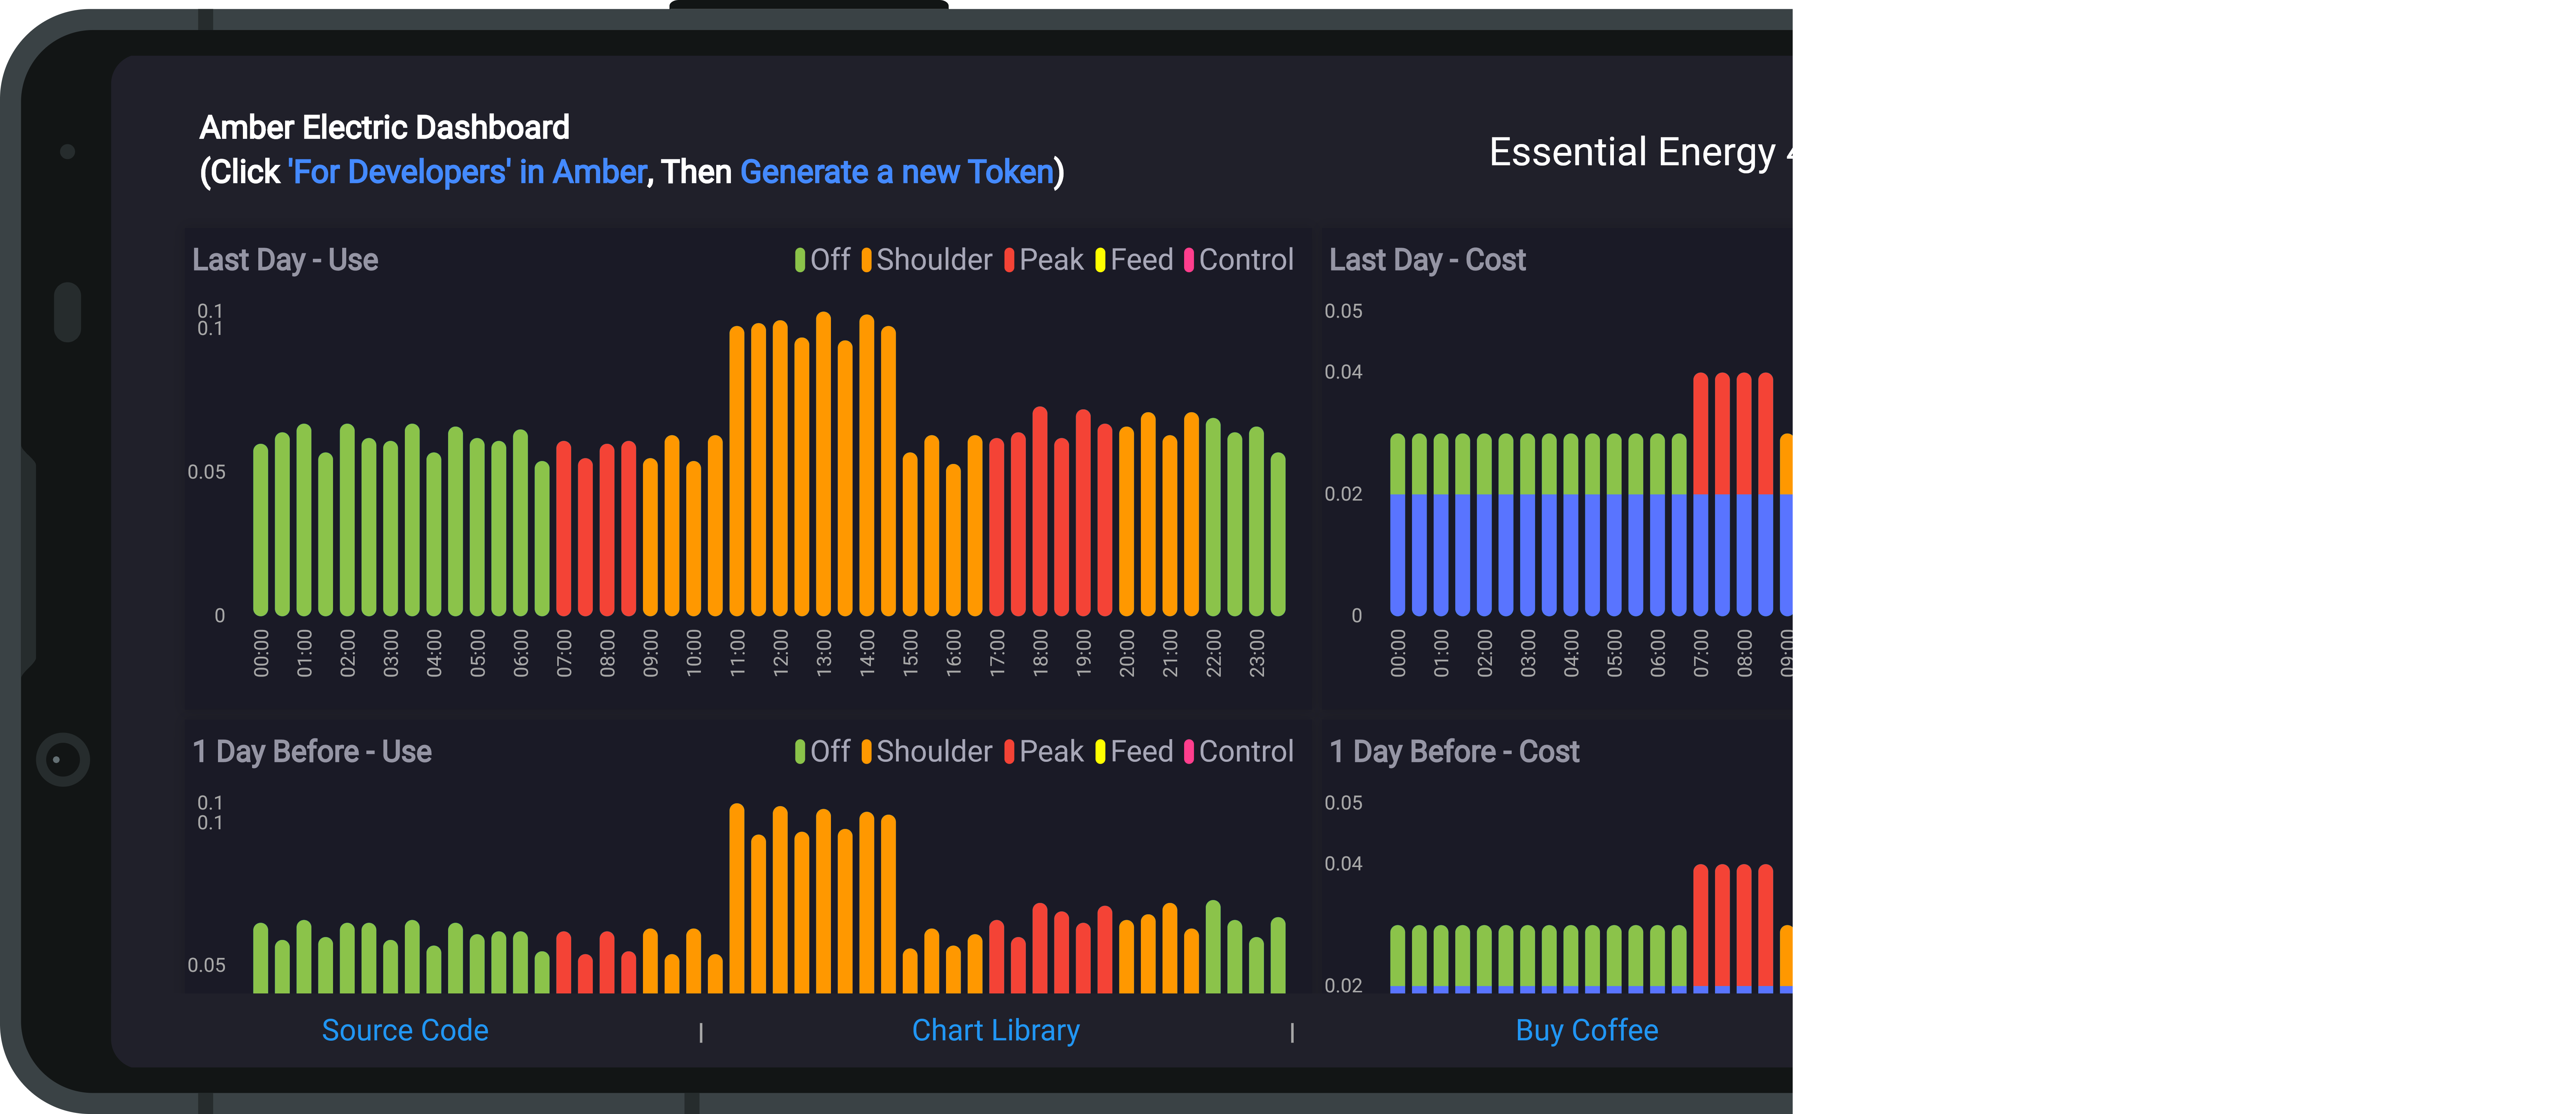 Amber Electric Dashboard
(Click 'For Developers' in Amber, Then Generate a new Token)
Essential Energy
Last Day - Use
Off Shoulder Peak Feed Control
0.1
0.1
0.05
0
00:00 01:00 02:00 03:00 04:00 05:00 06:00 07:00 08:00 09:00 10:00 11:00 12:00 13:00 14:00 15:00 16:00 17:00 18:00 19:00 20:00 21:00 22:00 23:00
Last Day - Cost
0.05
0.04
0.02
0
00:00 01:00 02:00 03:00 04:00 05:00 06:00 07:00 08:00 09:00
1 Day Before - Use
Off Shoulder Peak Feed Control
0.1
0.1
0.05
1 Day Before - Cost
0.05
0.04
0.02
Source Code | Chart Library | Buy Coffee